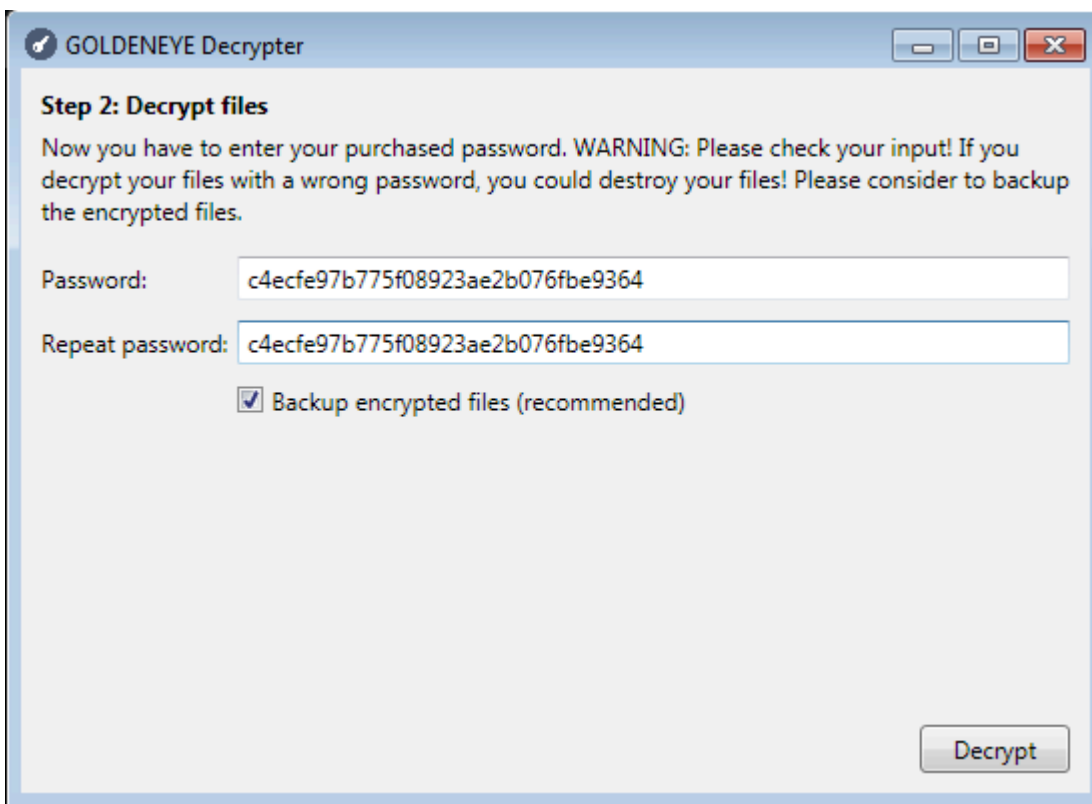 GOLDENEYE Decrypter
Step 2: Decrypt files
Now you have to enter your purchased password. WARNING: Please check your input! If you
decrypt your files with a wrong password, you could destroy your files! Please consider to backup
the encrypted files.
Password: c4ecfe97b775f08923ae2b076fbe9364
Repeat password: c4ecfe97b775f08923ae2b076fbe9364
Backup encrypted files (recommended)
Decrypt